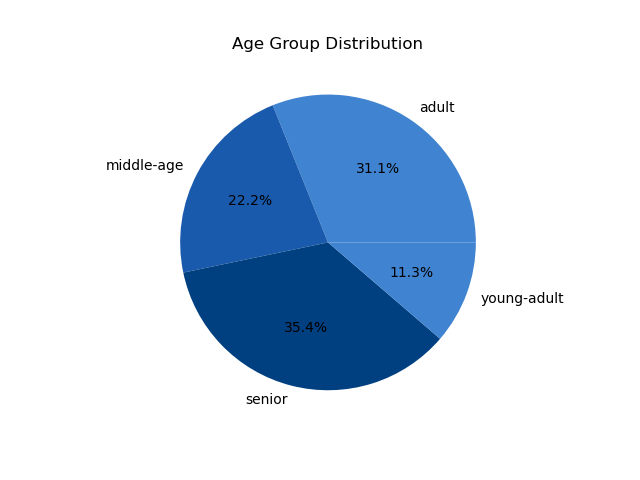 Age Group Distribution
adult
31.1%
middle-age
22.2%
11.3%
young-adult
35.4%
senior